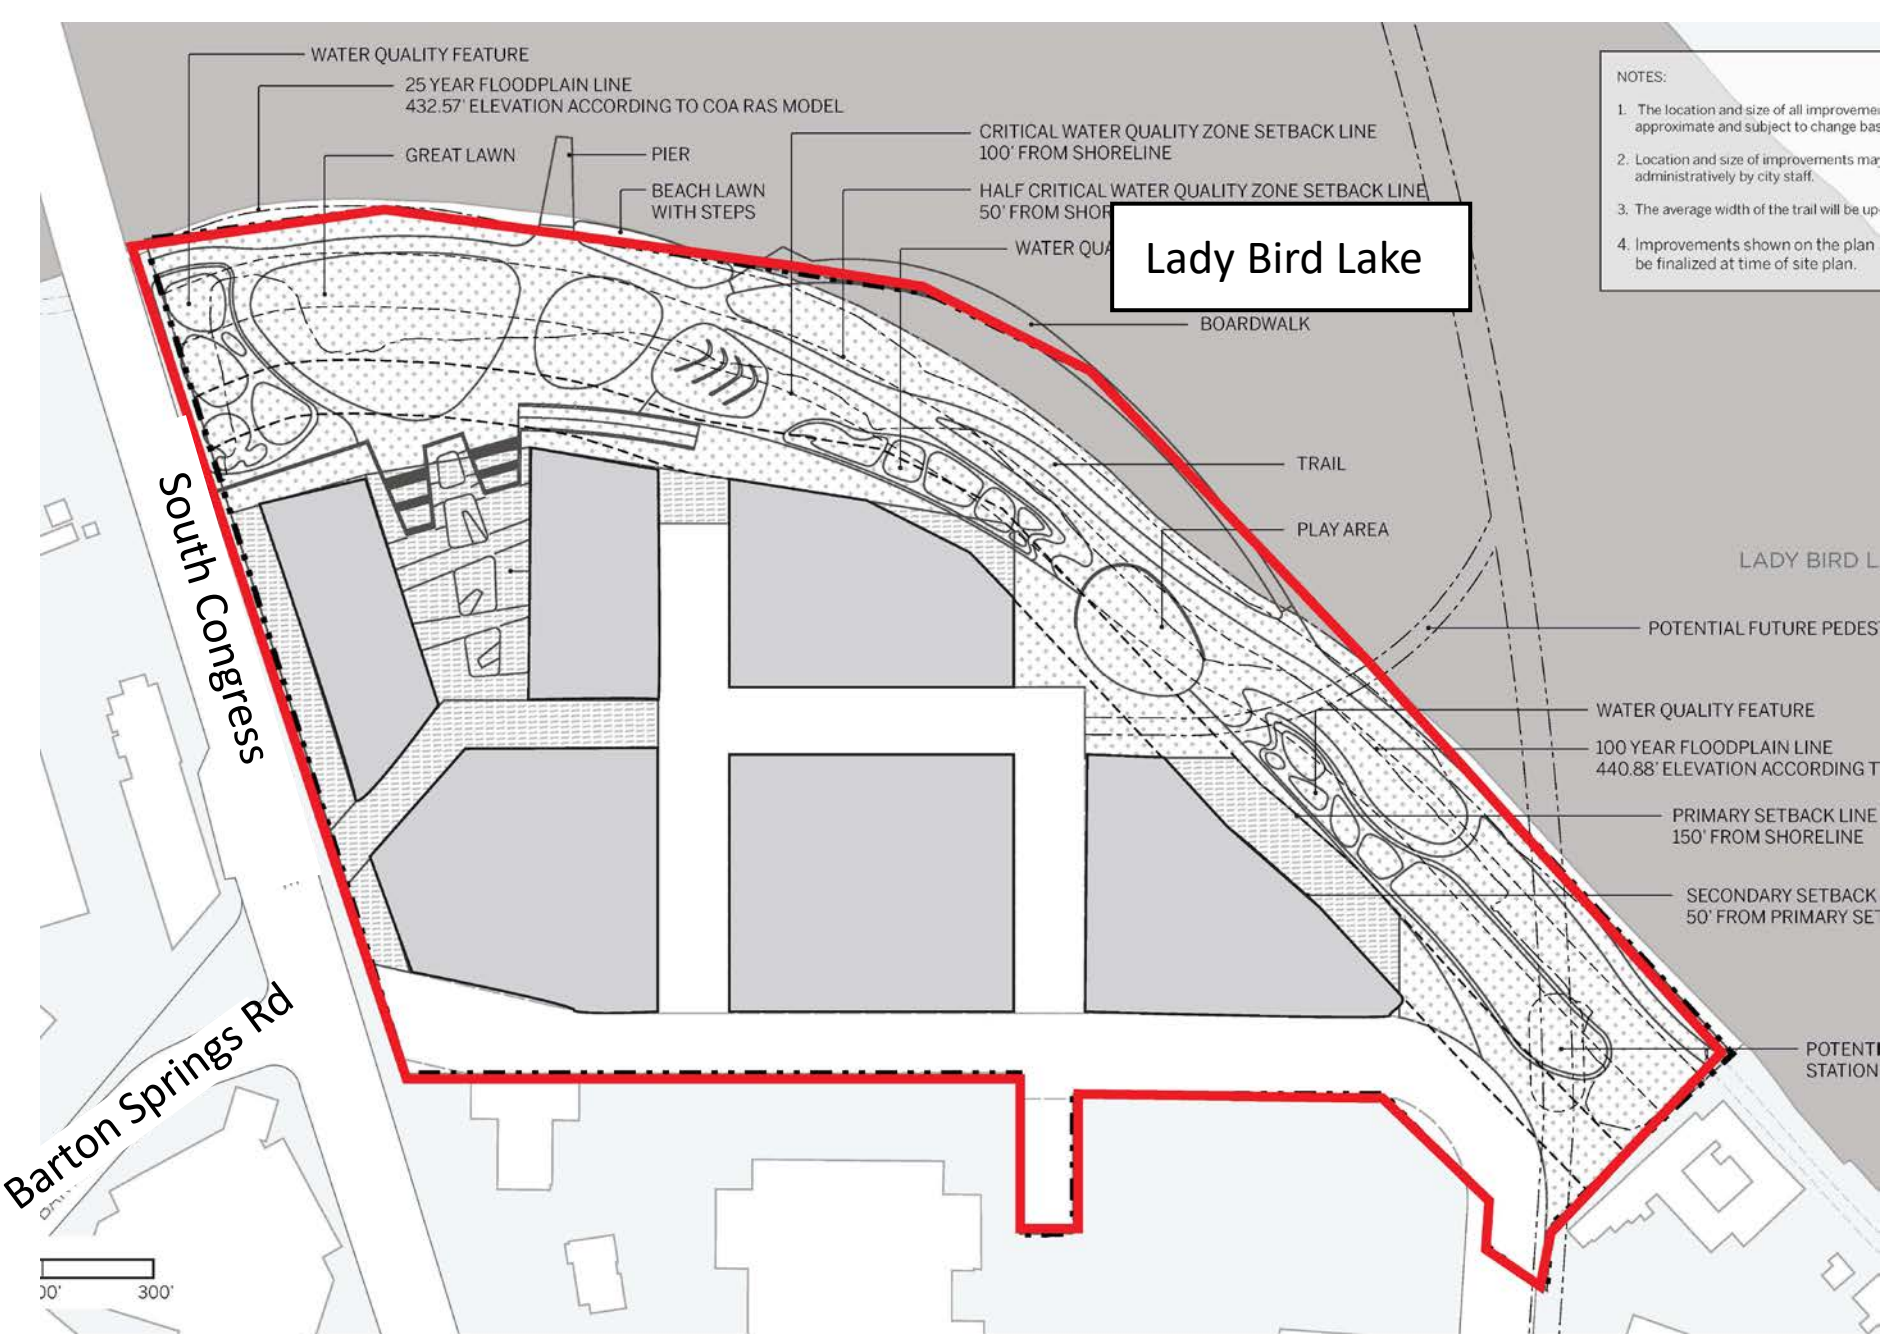 WATER QUALITY FEATURE
25 YEAR FLOODPLAIN LINE
432.57' ELEVATION ACCORDING TO COA RAS MODEL
GREAT LAWN
PIER
BEACH LAWN
WITH STEPS
CRITICAL WATER QUALITY ZONE SETBACK LINE
100' FROM SHORELINE
HALF CRITICAL WATER QUALITY ZONE SETBACK LINE
50' FROM SHOR
WATER QUA
Lady Bird Lake
BOARDWALK
NOTES:
1. The location and size of all improveme
approximate and subject to change bas
2. Location and size of improvements may
administratively by city staff.
3. The average width of the trail will be up
4. Improvements shown on the plan
be finalized at time of site plan.
TRAIL
PLAY AREA
LADY BIRD L
POTENTIAL FUTURE PEDES
WATER QUALITY FEATURE
100 YEAR FLOODPLAIN LINE
440.88' ELEVATION ACCORDING T
PRIMARY SETBACK LINE
150' FROM SHORELINE
SECONDARY SETBACK
50' FROM PRIMARY SET
POTENTI
STATION
South Congress
Barton Springs Rd
00'
300'